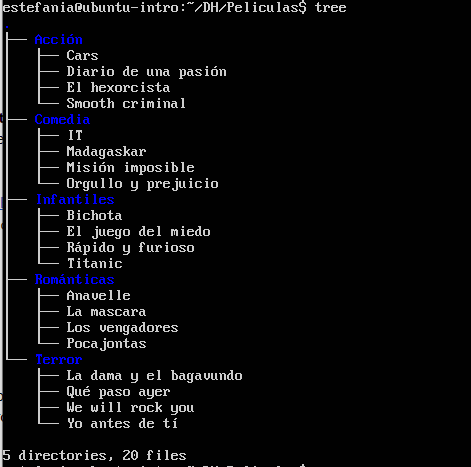 estefania@ubuntu-intro:~/DH/Peliculas$ tree
.
├── Acción
│   ├── Cars
│   ├── Diario de una pasión
│   ├── El hexorcista
│   └── Smooth criminal
├── Comedia
│   ├── IT
│   ├── Madagaskar
│   ├── Misión imposible
│   └── Orgullo y prejuicio
├── Infantiles
│   ├── Bichota
│   ├── El juego del miedo
│   ├── Rápido y furioso
│   └── Titanic
├── Románticas
│   ├── Anavelle
│   ├── La mascara
│   ├── Los vengadores
│   └── Pocajontas
└── Terror
    ├── La dama y el bagavundo
    ├── Qué paso ayer
    ├── We will rock you
    └── Yo antes de tí
5 directories, 20 files